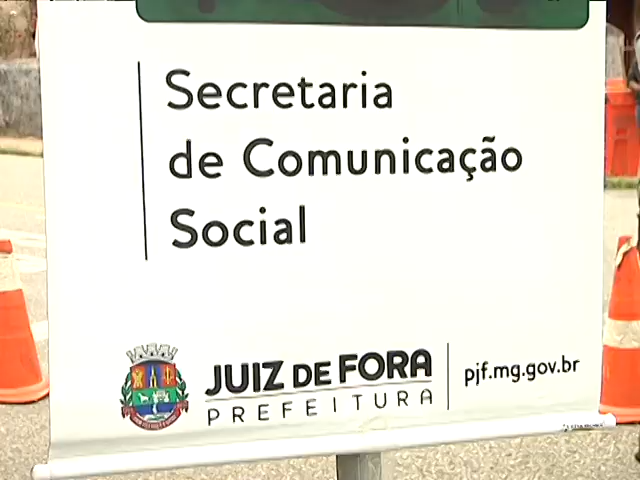 Secretaria
de Comunicação
Social
JUIZ DE FORA
PREFEITURA
pjf.mg.gov.br